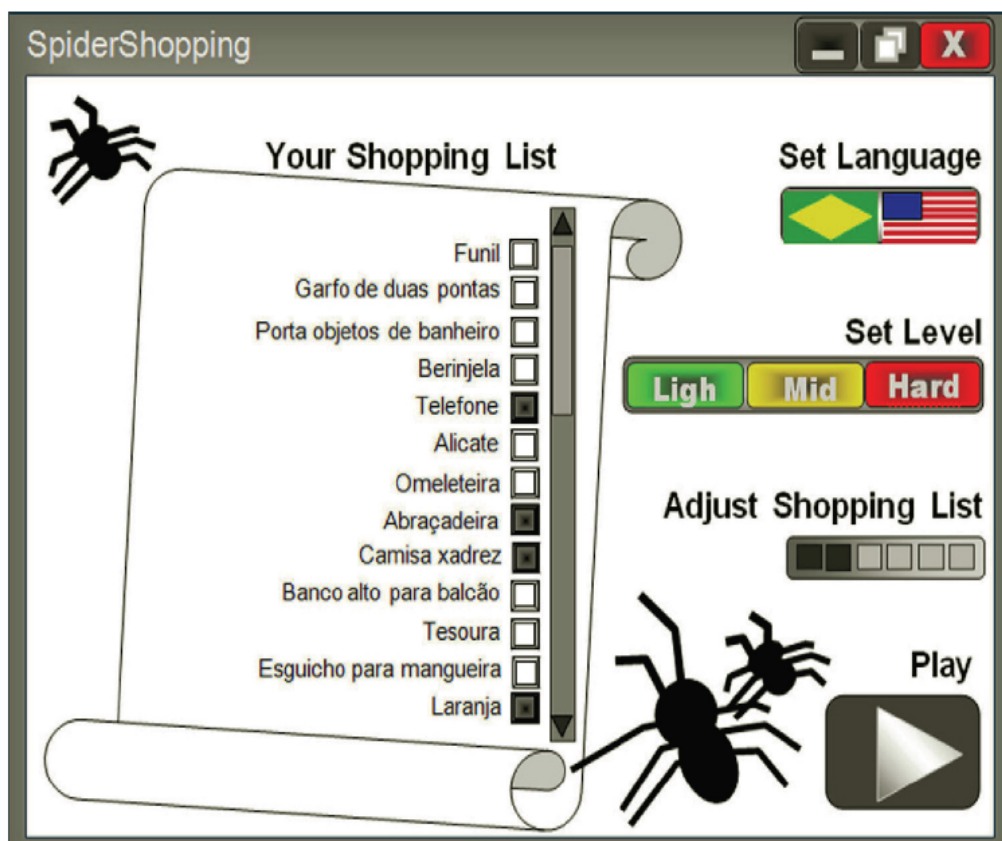 SpiderShopping
X
Your Shopping List
Funil
Garfo de duas pontas
Porta objetos de banheiro
Berinjela
Telefone
Alicate
Omeleteira
Abraçadeira
Camisa xadrez
Banco alto para balcão
Tesoura
Esguicho para mangueira
Laranja
Set Language
Set Level
Ligh Mid Hard
Adjust Shopping List
Play